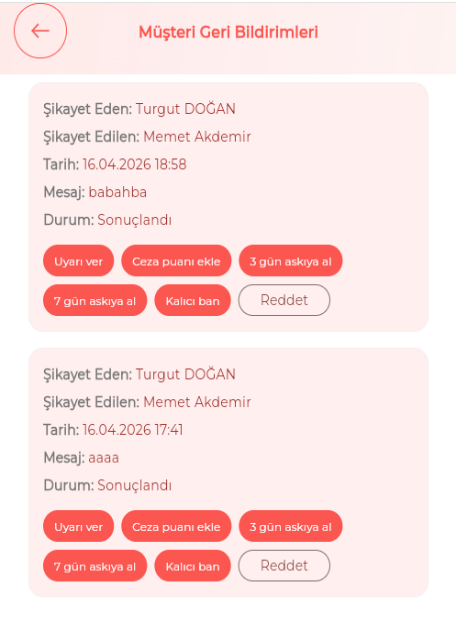 Müşteri Geri Bildirimleri
Şikayet Eden: Turgut DOĞAN
Şikayet Edilen: Memet Akdemir
Tarih: 16.04.2026 18:58
Mesaj: babahba
Durum: Sonuçlandı
Uyarı ver Ceza puanı ekle 3 gün askıya al
7 gün askıya al Kalıcı ban Reddet
Şikayet Eden: Turgut DOĞAN
Şikayet Edilen: Memet Akdemir
Tarih: 16.04.2026 17:41
Mesaj: aaaa
Durum: Sonuçlandı
Uyarı ver Ceza puanı ekle 3 gün askıya al
7 gün askıya al Kalıcı ban Reddet